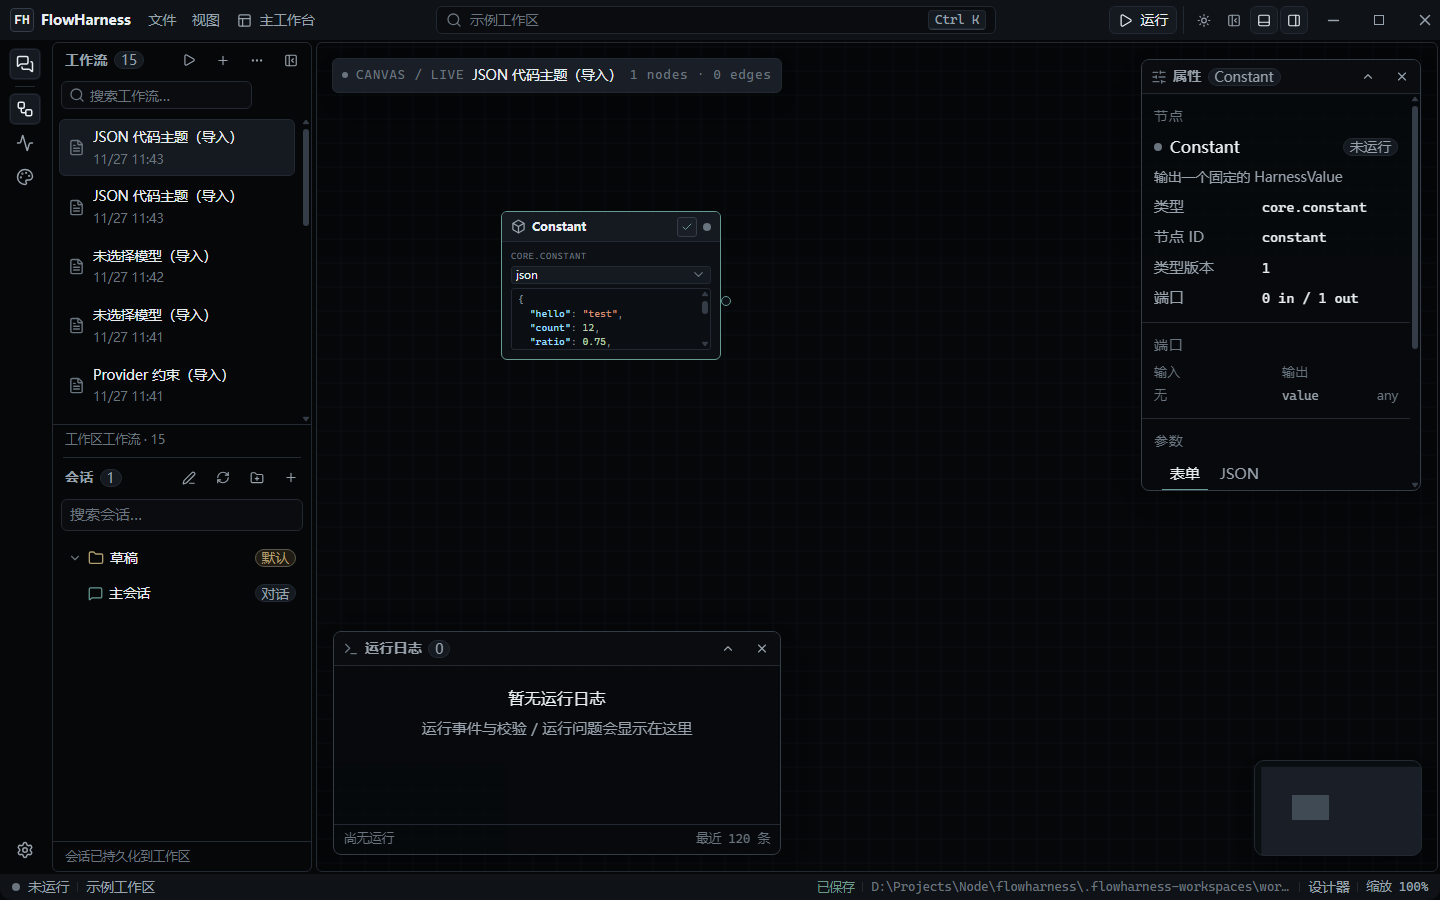 FH FlowHarness 文件 视图 主工作台 示例工作区 Ctrl K 运行
工作流 15
搜索工作流...
JSON 代码主题（导入）
11/27 11:43
JSON 代码主题（导入）
11/27 11:43
未选择模型（导入）
11/27 11:42
未选择模型（导入）
11/27 11:41
Provider 约束（导入）
11/27 11:41
工作区工作流 · 15
会话 1
搜索会话...
草稿 默认
主会话 对话
会话已持久化到工作区
CANVAS / LIVE JSON 代码主题（导入） 1 nodes · 0 edges
Constant
CORE.CONSTANT
json
{
"hello": "test",
"count": 12,
"ratio": 0.75,
运行日志 0
暂无运行日志
运行事件与校验 / 运行问题会显示在这里
尚无运行 最近 120 条
属性 Constant
节点
Constant 未运行
输出一个固定的 HarnessValue
类型 core.constant
节点 ID constant
类型版本 1
端口 0 in / 1 out
端口
输入 输出
无 value any
参数
表单 JSON
未运行 示例工作区 已保存 D:\Projects\Node\flowharness\.flowharness-workspaces\wor… 设计器 缩放 100%